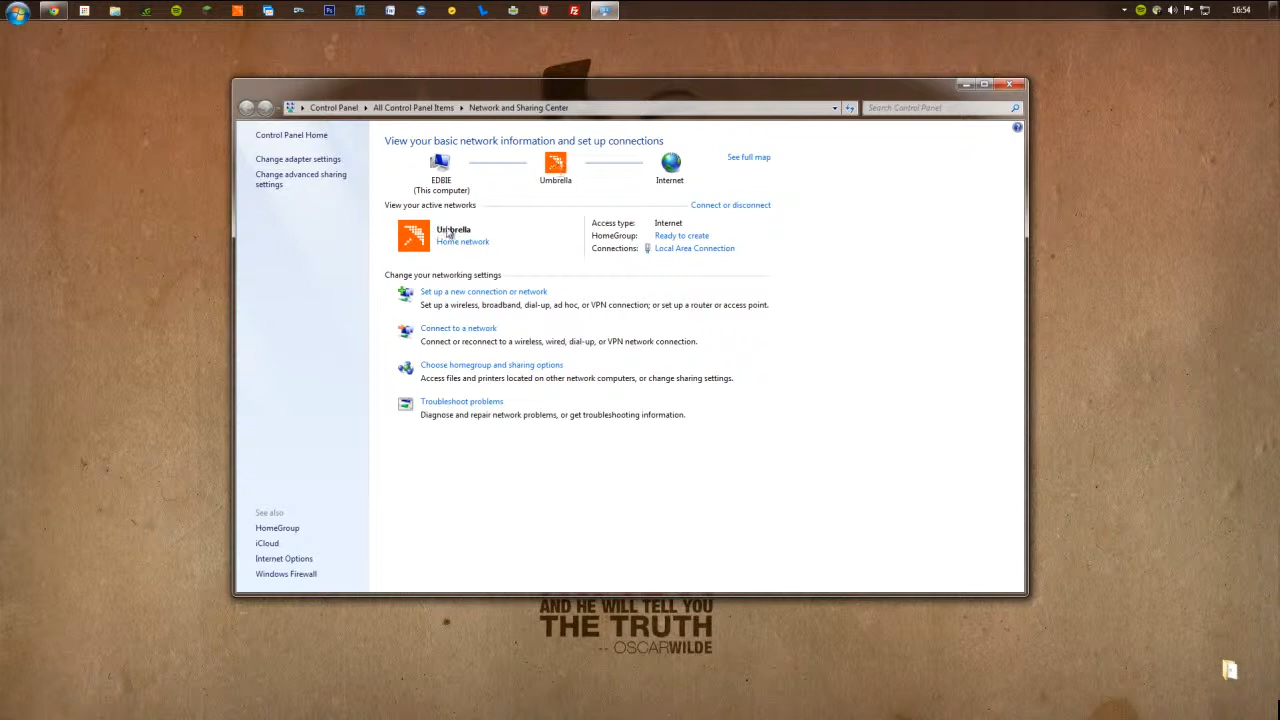 16:54
Control Panel
All Control Panel Items
Network and Sharing Center
Search Control Panel
Control Panel Home
Change adapter settings
Change advanced sharing
settings
View your basic network information and set up connections
EDBIE
(This computer)
Umbrella
Internet
See full map
View your active networks
Connect or disconnect
Umbrella
Home network
Access type: Internet
HomeGroup: Ready to create
Connections: Local Area Connection
Change your networking settings
Set up a new connection or network
Set up a wireless, broadband, dial-up, ad hoc, or VPN connection; or set up a router or access point.
Connect to a network
Connect or reconnect to a wireless, wired, dial-up, or VPN network connection.
Choose homegroup and sharing options
Access files and printers located on other network computers, or change sharing settings.
Troubleshoot problems
Diagnose and repair network problems, or get troubleshooting information.
See also
HomeGroup
iCloud
Internet Options
Windows Firewall
AND HE WILL TELL YOU
THE TRUTH
-- OSCARWILDE